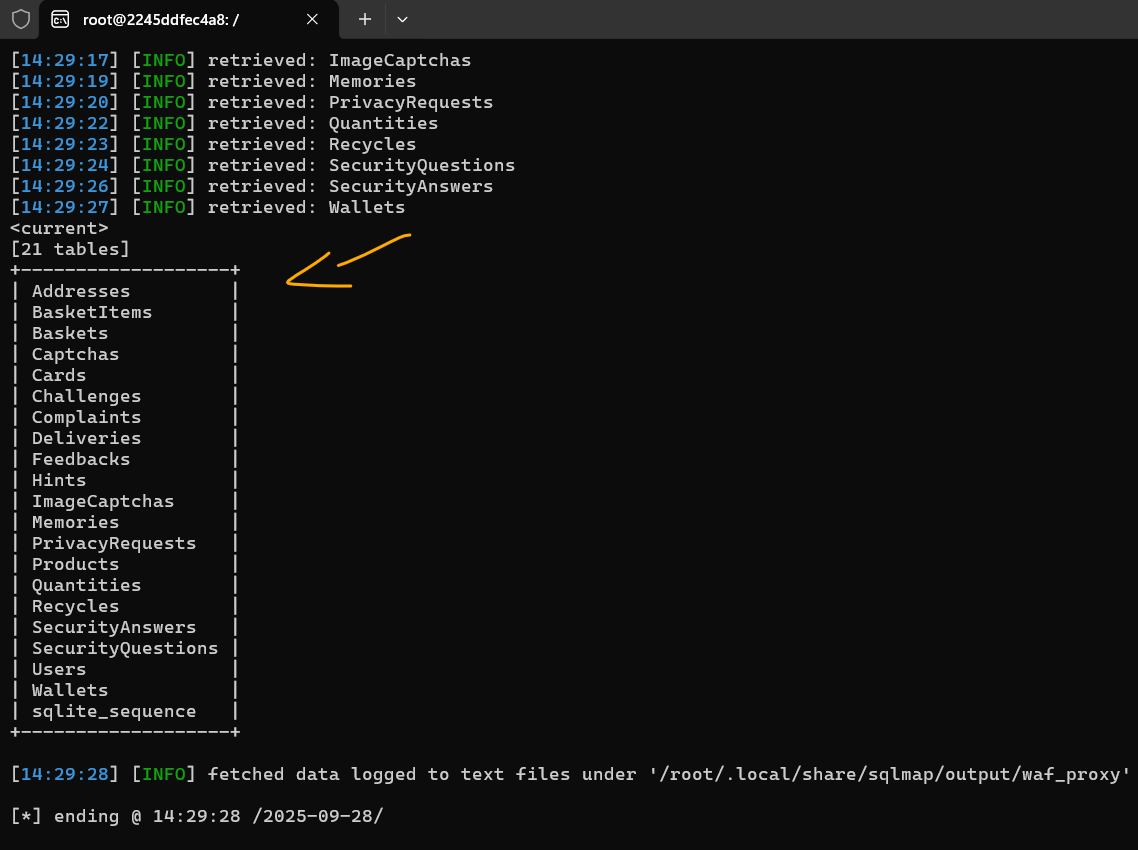 root@2245ddfec4a8: /
[14:29:17] [INFO] retrieved: ImageCaptchas
[14:29:19] [INFO] retrieved: Memories
[14:29:20] [INFO] retrieved: PrivacyRequests
[14:29:22] [INFO] retrieved: Quantities
[14:29:23] [INFO] retrieved: Recycles
[14:29:24] [INFO] retrieved: SecurityQuestions
[14:29:26] [INFO] retrieved: SecurityAnswers
[14:29:27] [INFO] retrieved: Wallets
<current>
[21 tables]
+-------------------+
| Addresses         |
| BasketItems       |
| Baskets           |
| Captchas          |
| Cards             |
| Challenges        |
| Complaints        |
| Deliveries        |
| Feedbacks         |
| Hints             |
| ImageCaptchas     |
| Memories          |
| PrivacyRequests   |
| Products          |
| Quantities        |
| Recycles          |
| SecurityAnswers   |
| SecurityQuestions |
| Users             |
| Wallets           |
| sqlite_sequence   |
+-------------------+
[14:29:28] [INFO] fetched data logged to text files under '/root/.local/share/sqlmap/output/waf_proxy'
[*] ending @ 14:29:28 /2025-09-28/